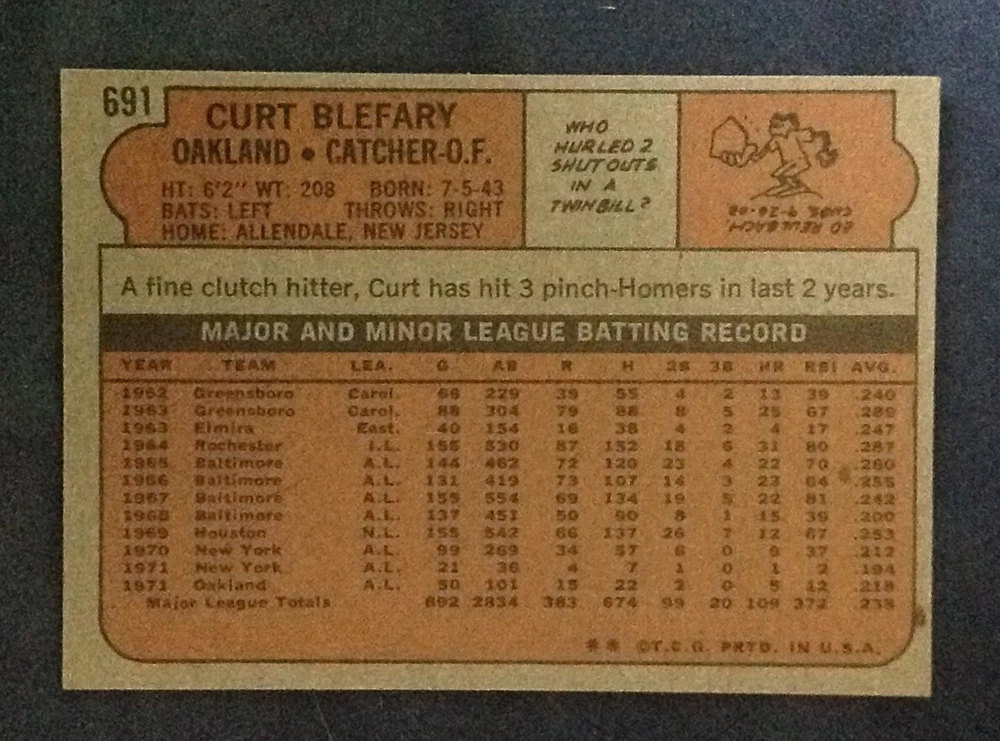 691
CURT BLEFARY
OAKLAND • CATCHER-O.F.
HT: 6'2" WT: 208 BORN: 7-5-43
BATS: LEFT THROWS: RIGHT
HOME: ALLENDALE, NEW JERSEY
WHO
HURLED 2
SHUTOUTS
IN A
TWINBILL?
ED REULBACH,
CUBS, 9-26-08
A fine clutch hitter, Curt has hit 3 pinch-Homers in last 2 years.
MAJOR AND MINOR LEAGUE BATTING RECORD
YEAR TEAM LEA. G AB R H 2B 3B HR RBI AVG.
1962 Greensboro Carol. 66 229 39 55 4 2 13 39 .240
1963 Greensboro Carol. 88 304 79 88 8 5 25 67 .289
1963 Elmira East. 40 154 16 38 4 2 4 17 .247
1964 Rochester I.L. 155 530 87 152 18 6 31 80 .287
1965 Baltimore A.L. 144 462 72 120 23 4 22 70 .260
1966 Baltimore A.L. 131 419 73 107 14 3 23 64 .255
1967 Baltimore A.L. 155 554 69 134 19 5 22 81 .242
1968 Baltimore A.L. 137 451 50 90 8 1 15 39 .200
1969 Houston N.L. 155 542 66 137 26 7 12 67 .253
1970 New York A.L. 99 269 34 57 6 0 9 37 .212
1971 New York A.L. 21 36 4 7 1 0 1 2 .194
1971 Oakland A.L. 50 101 15 22 2 0 5 12 .218
Major League Totals 892 2834 383 674 99 20 109 372 .238
** ©T.C.G. PRTD. IN U.S.A.